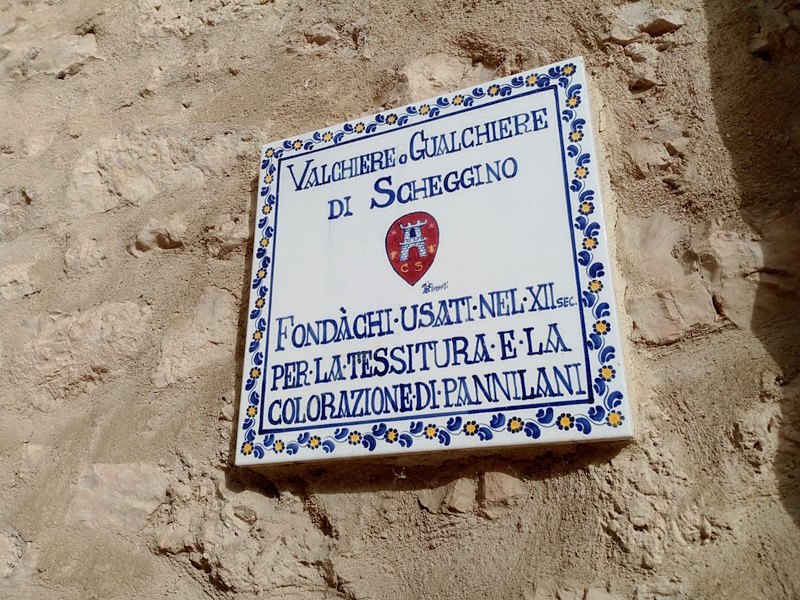 VALCHIERE o GUALCHIERE
DI SCHEGGINO
C S
FONDÀCHI·USATI·NEL·XII SEC.
PER·LA·TESSITURA·E·LA
COLORAZIONE·DI·PANNILANI